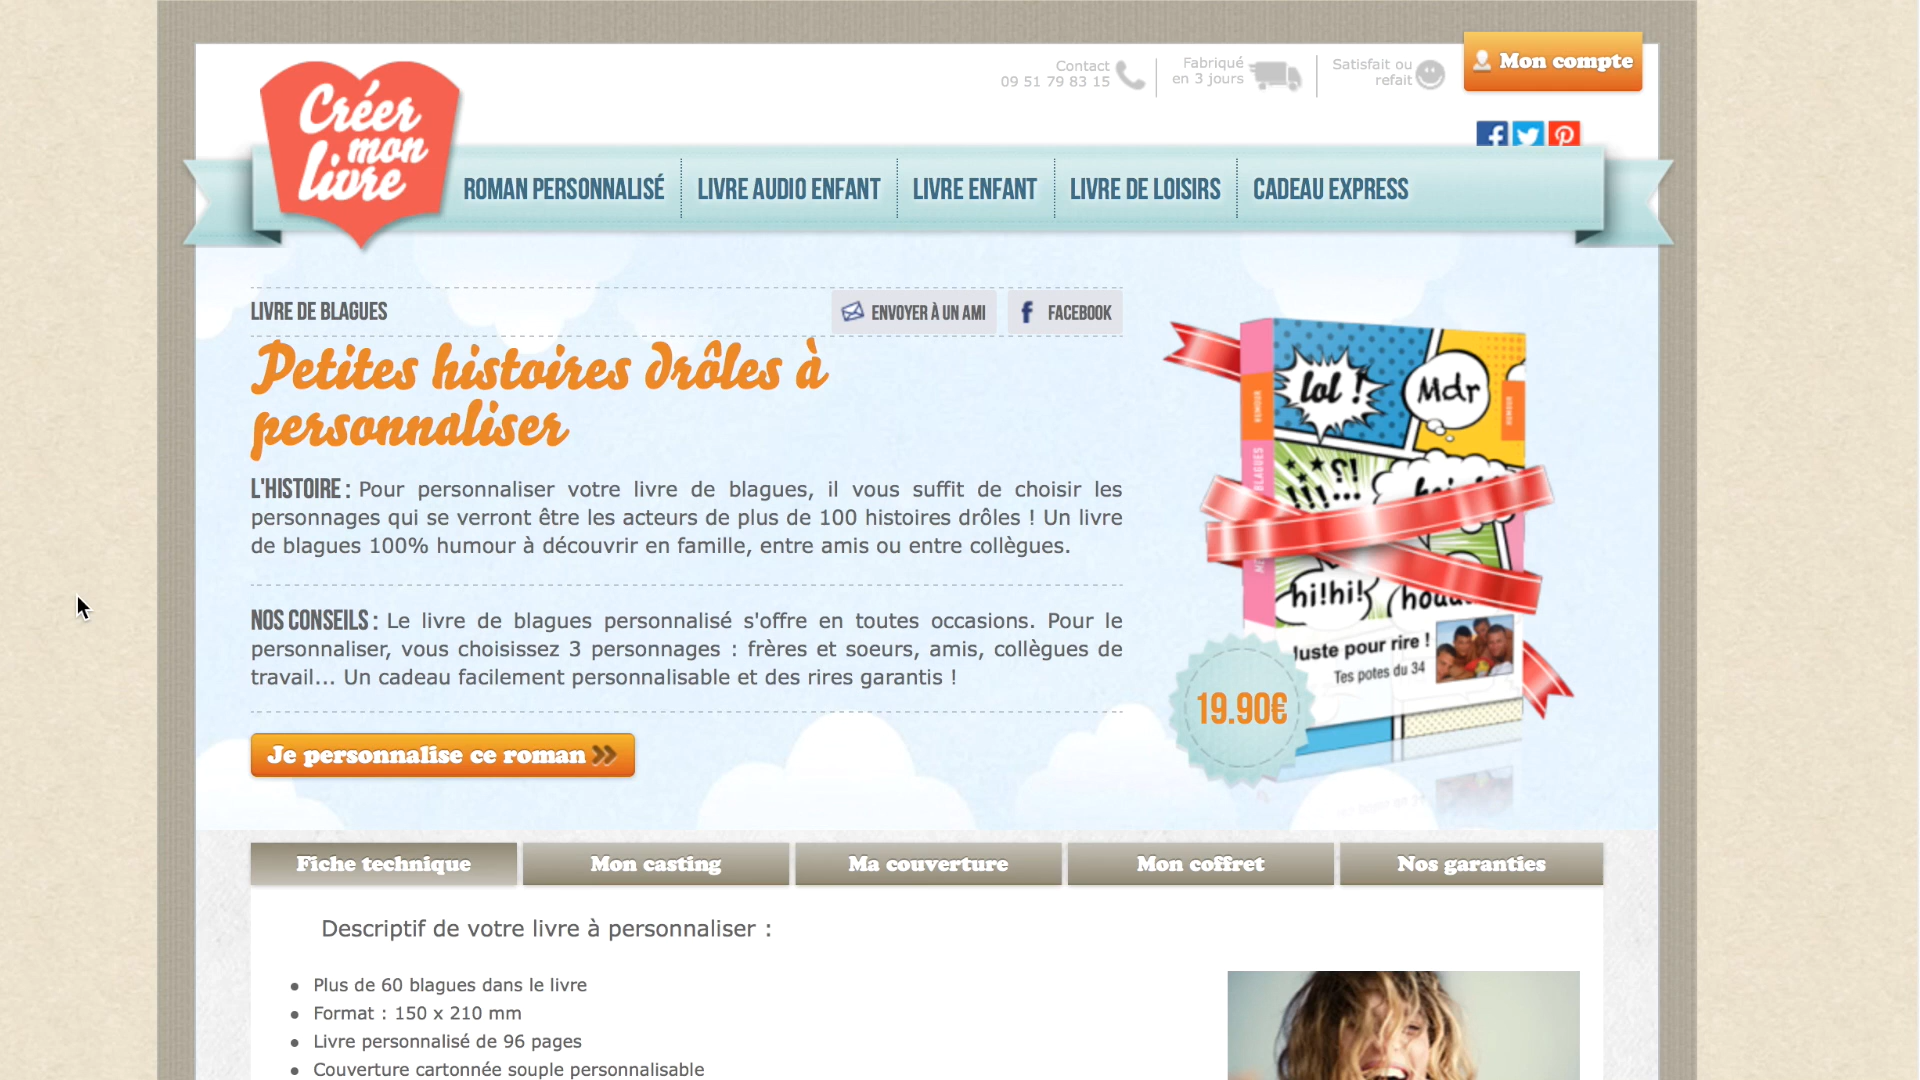 Contact
09 51 79 83 15
Fabriqué
en 3 jours
Satisfait ou
refait
Mon compte
Créer
mon
livre
ROMAN PERSONNALISÉ
LIVRE AUDIO ENFANT
LIVRE ENFANT
LIVRE DE LOISIRS
CADEAU EXPRESS
LIVRE DE BLAGUES
ENVOYER À UN AMI
FACEBOOK
Petites histoires drôles à
personnaliser
L'HISTOIRE : Pour personnaliser votre livre de blagues, il vous suffit de choisir les
personnages qui se verront être les acteurs de plus de 100 histoires drôles ! Un livre
de blagues 100% humour à découvrir en famille, entre amis ou entre collègues.
NOS CONSEILS : Le livre de blagues personnalisé s'offre en toutes occasions. Pour le
personnaliser, vous choisissez 3 personnages : frères et soeurs, amis, collègues de
travail... Un cadeau facilement personnalisable et des rires garantis !
Je personnalise ce roman
lol !
Mdr
HUMOUR
BLAGUES
hi!hi!
Juste pour rire !
Tes potes du 34
19.90€
Fiche technique
Mon casting
Ma couverture
Mon coffret
Nos garanties
Descriptif de votre livre à personnaliser :
• Plus de 60 blagues dans le livre
• Format : 150 x 210 mm
• Livre personnalisé de 96 pages
• Couverture cartonnée souple personnalisable